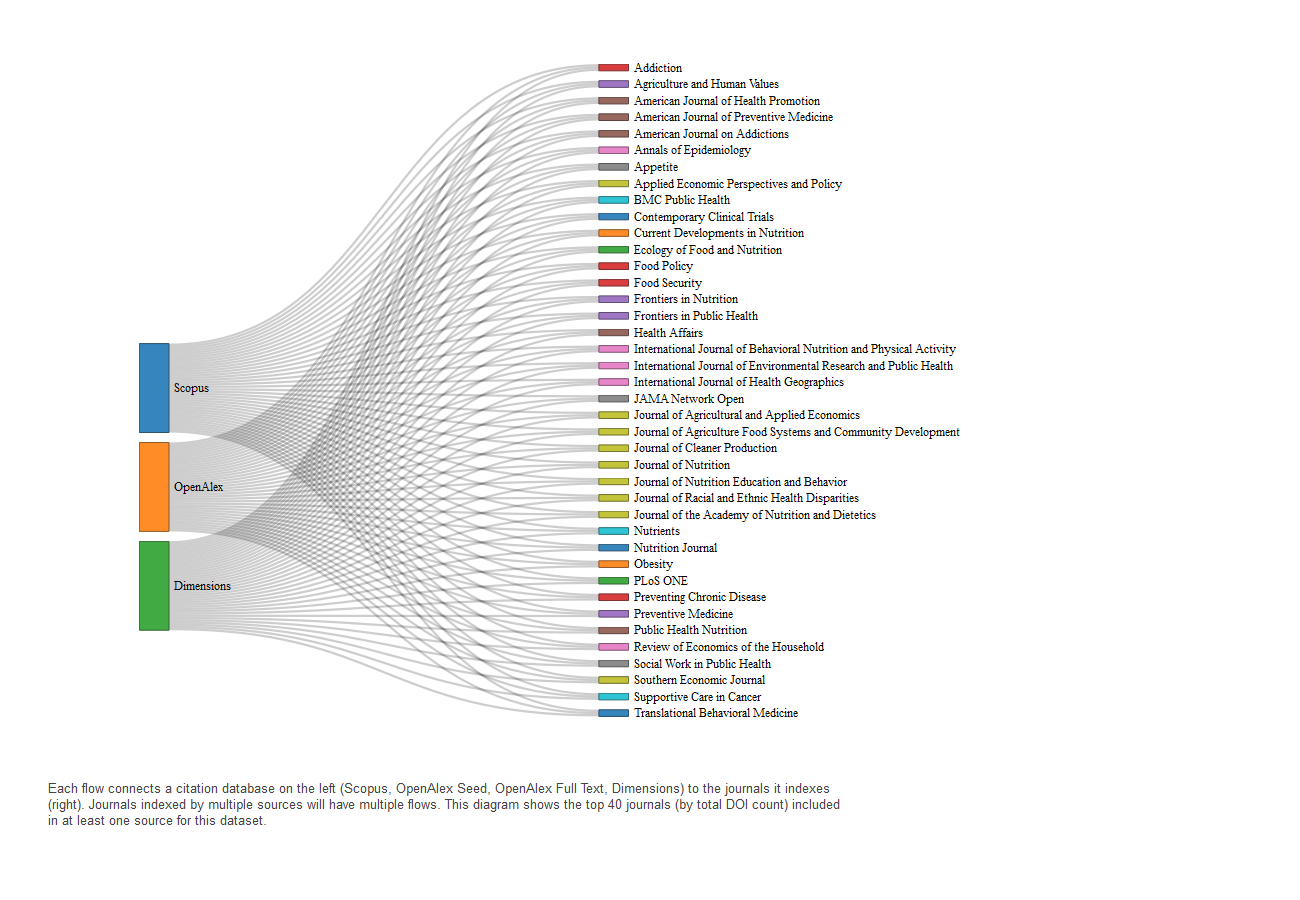 Addiction
Agriculture and Human Values
American Journal of Health Promotion
American Journal of Preventive Medicine
American Journal on Addictions
Annals of Epidemiology
Appetite
Applied Economic Perspectives and Policy
BMC Public Health
Contemporary Clinical Trials
Current Developments in Nutrition
Ecology of Food and Nutrition
Food Policy
Food Security
Frontiers in Nutrition
Frontiers in Public Health
Health Affairs
International Journal of Behavioral Nutrition and Physical Activity
International Journal of Environmental Research and Public Health
International Journal of Health Geographics
JAMA Network Open
Journal of Agricultural and Applied Economics
Journal of Agriculture Food Systems and Community Development
Journal of Cleaner Production
Journal of Nutrition
Journal of Nutrition Education and Behavior
Journal of Racial and Ethnic Health Disparities
Journal of the Academy of Nutrition and Dietetics
Nutrients
Nutrition Journal
Obesity
PLoS ONE
Preventing Chronic Disease
Preventive Medicine
Public Health Nutrition
Review of Economics of the Household
Social Work in Public Health
Southern Economic Journal
Supportive Care in Cancer
Translational Behavioral Medicine
Scopus
OpenAlex
Dimensions
Each flow connects a citation database on the left (Scopus, OpenAlex Seed, OpenAlex Full Text, Dimensions) to the journals it indexes
(right). Journals indexed by multiple sources will have multiple flows. This diagram shows the top 40 journals (by total DOI count) included
in at least one source for this dataset.